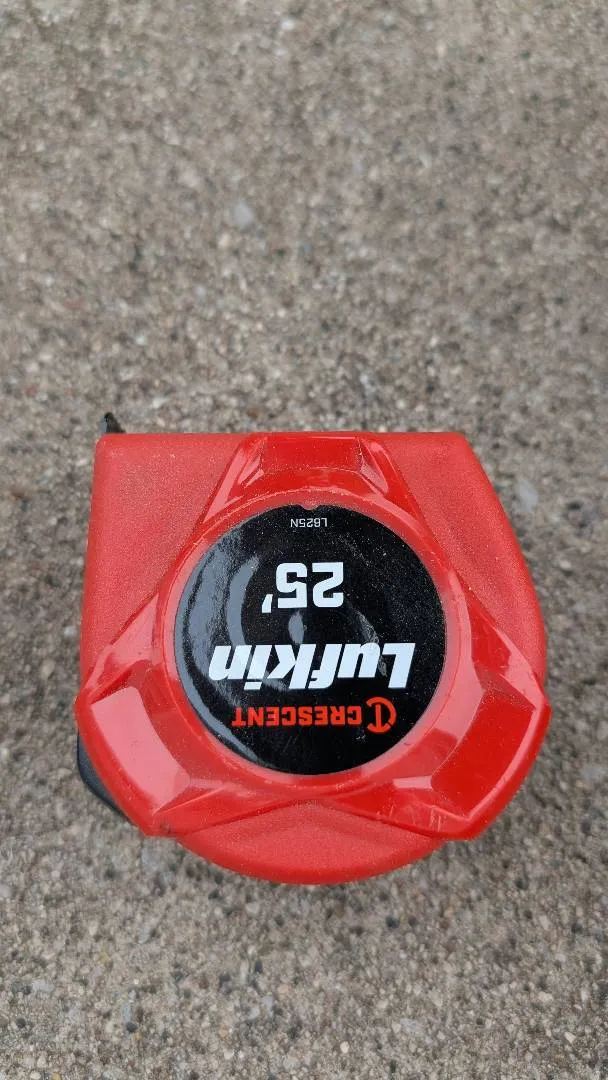 CRESCENT
Lufkin
25'
L825N